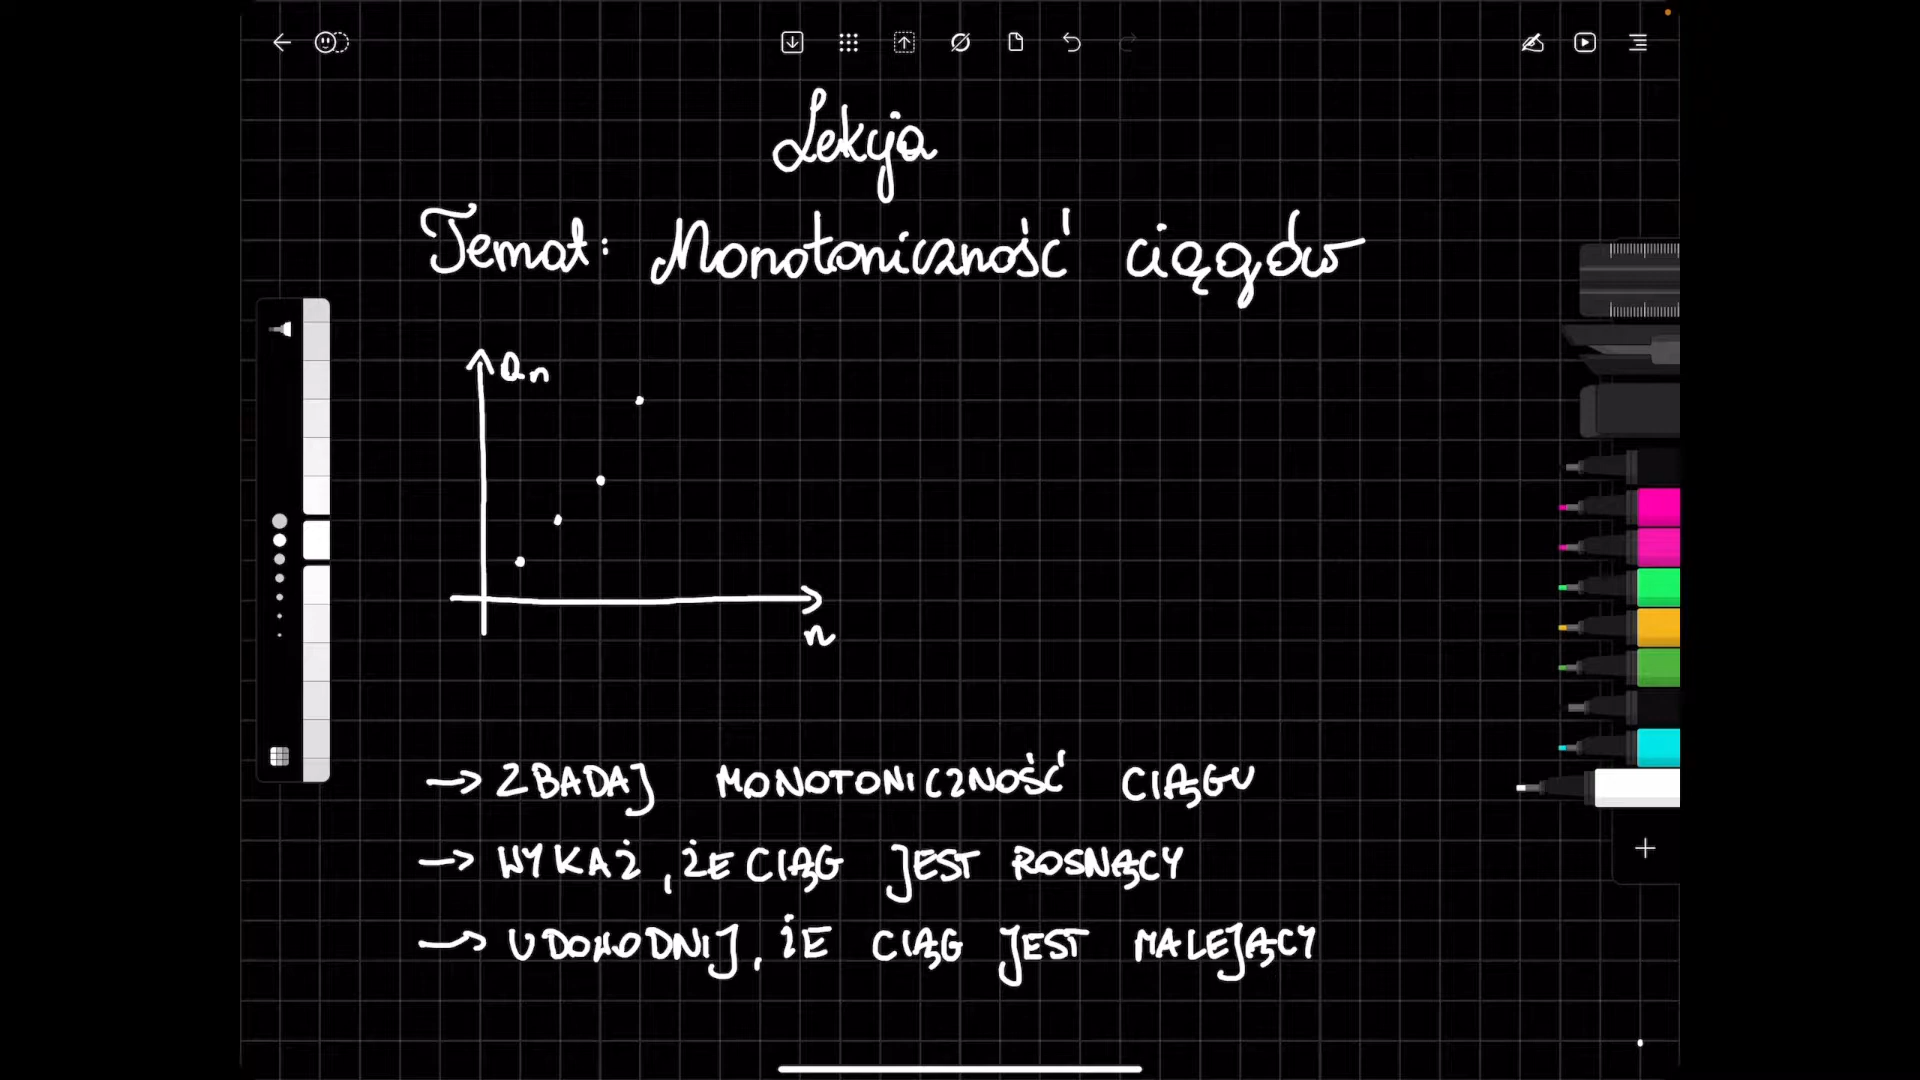 Lekcja
Temat: Monotoniczność ciągów
an
n
→ ZBADAJ MONOTONICZNOŚĆ CIĄGU
→ WYKAŻ, ŻE CIĄG JEST ROSNĄCY
→ UDOWODNIJ, ŻE CIĄG JEST MALEJĄCY